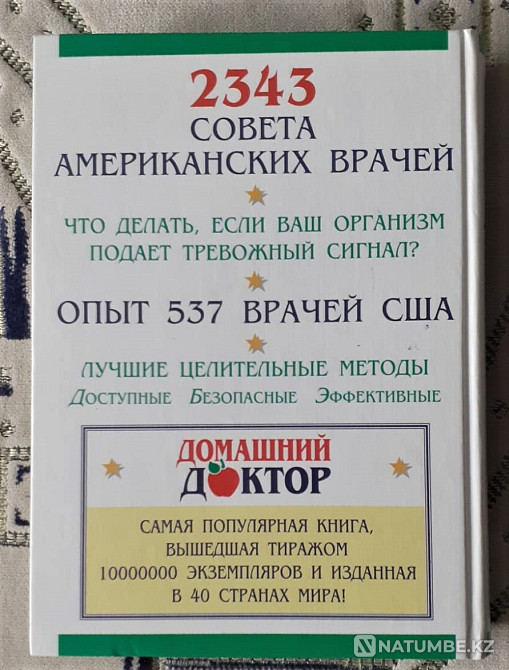 2343
СОВЕТА
АМЕРИКАНСКИХ ВРАЧЕЙ
ЧТО ДЕЛАТЬ, ЕСЛИ ВАШ ОРГАНИЗМ
ПОДАЕТ ТРЕВОЖНЫЙ СИГНАЛ?
ОПЫТ 537 ВРАЧЕЙ США
ЛУЧШИЕ ЦЕЛИТЕЛЬНЫЕ МЕТОДЫ
ДОСТУПНЫЕ БЕЗОПАСНЫЕ ЭФФЕКТИВНЫЕ
ДОМАШНИЙ
ДОКТОР
САМАЯ ПОПУЛЯРНАЯ КНИГА,
ВЫШЕДШАЯ ТИРАЖОМ
10000000 ЭКЗЕМПЛЯРОВ И ИЗДАННАЯ
В 40 СТРАНАХ МИРА!
NATUMBE.KZ